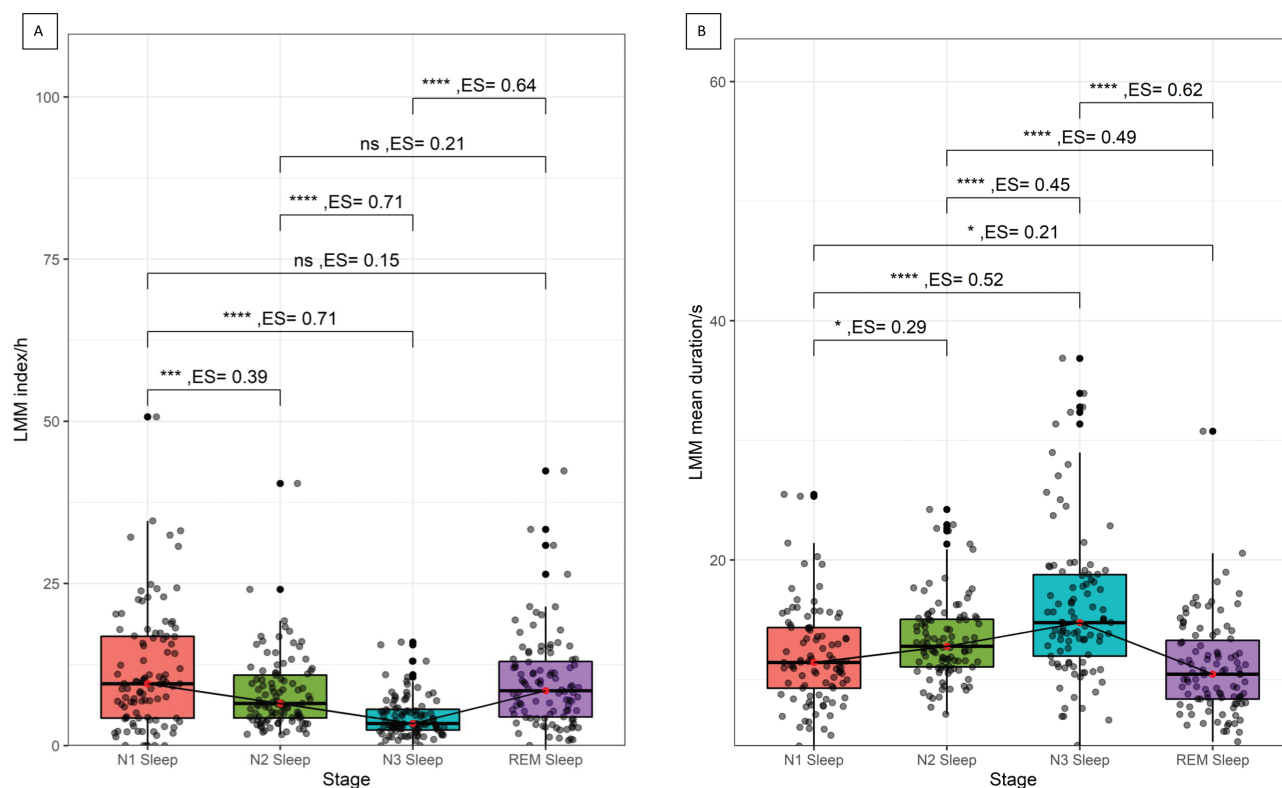 A
LMM index/h
100
75
50
25
0
**** ,ES= 0.64
ns ,ES= 0.21
**** ,ES= 0.71
ns ,ES= 0.15
**** ,ES= 0.71
*** ,ES= 0.39
N1 Sleep N2 Sleep N3 Sleep REM Sleep
Stage
B
LMM mean duration/s
60
40
20
**** ,ES= 0.62
**** ,ES= 0.49
**** ,ES= 0.45
* ,ES= 0.21
**** ,ES= 0.52
* ,ES= 0.29
N1 Sleep N2 Sleep N3 Sleep REM Sleep
Stage